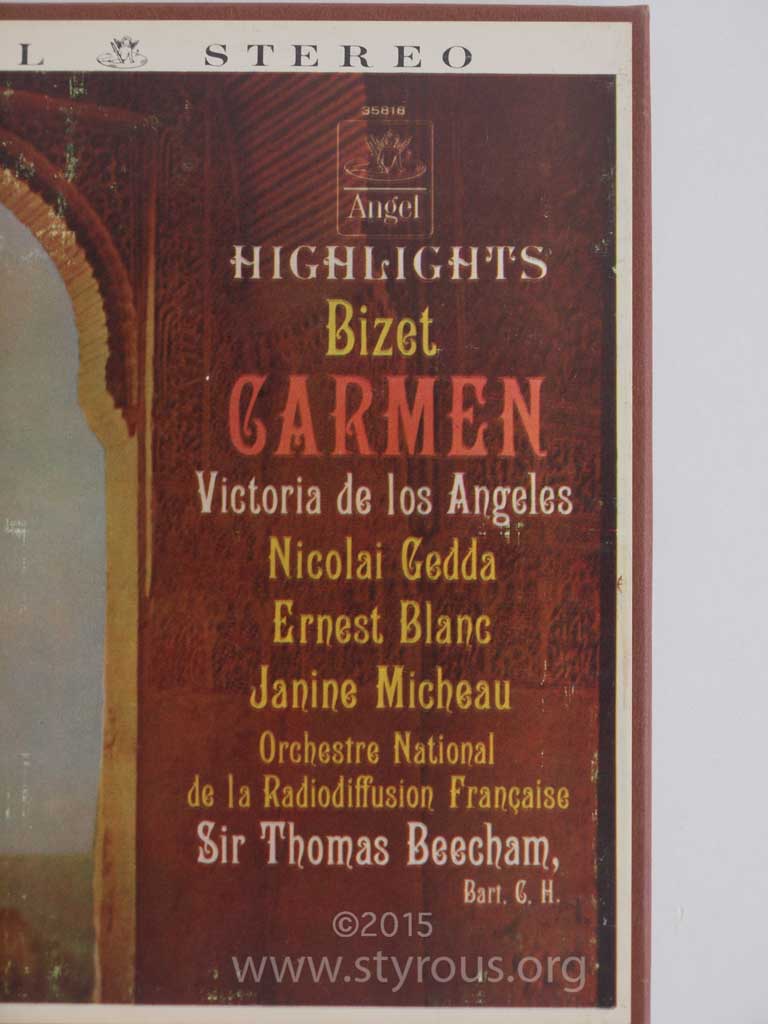 L STEREO
35818
Angel
HIGHLIGHTS
Bizet
CARMEN
Victoria de los Angeles
Nicolai Gedda
Ernest Blanc
Janine Micheau
Orchestre National
de la Radiodiffusion Française
Sir Thomas Beecham,
Bart. C. H.
©2015
www.styrous.org